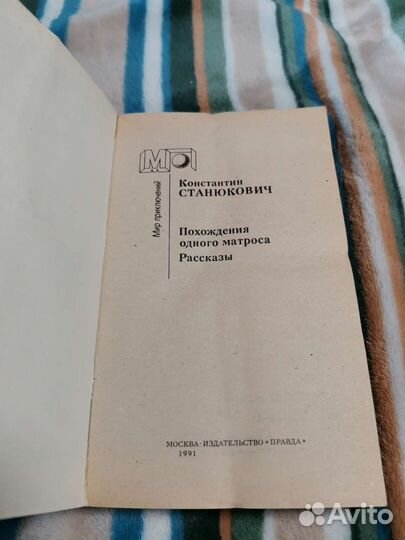 МП
Мир приключений
Константин
СТАНЮКОВИЧ
Похождения
одного матроса
Рассказы
МОСКВА · ИЗДАТЕЛЬСТВО «ПРАВДА»
1991
Avito